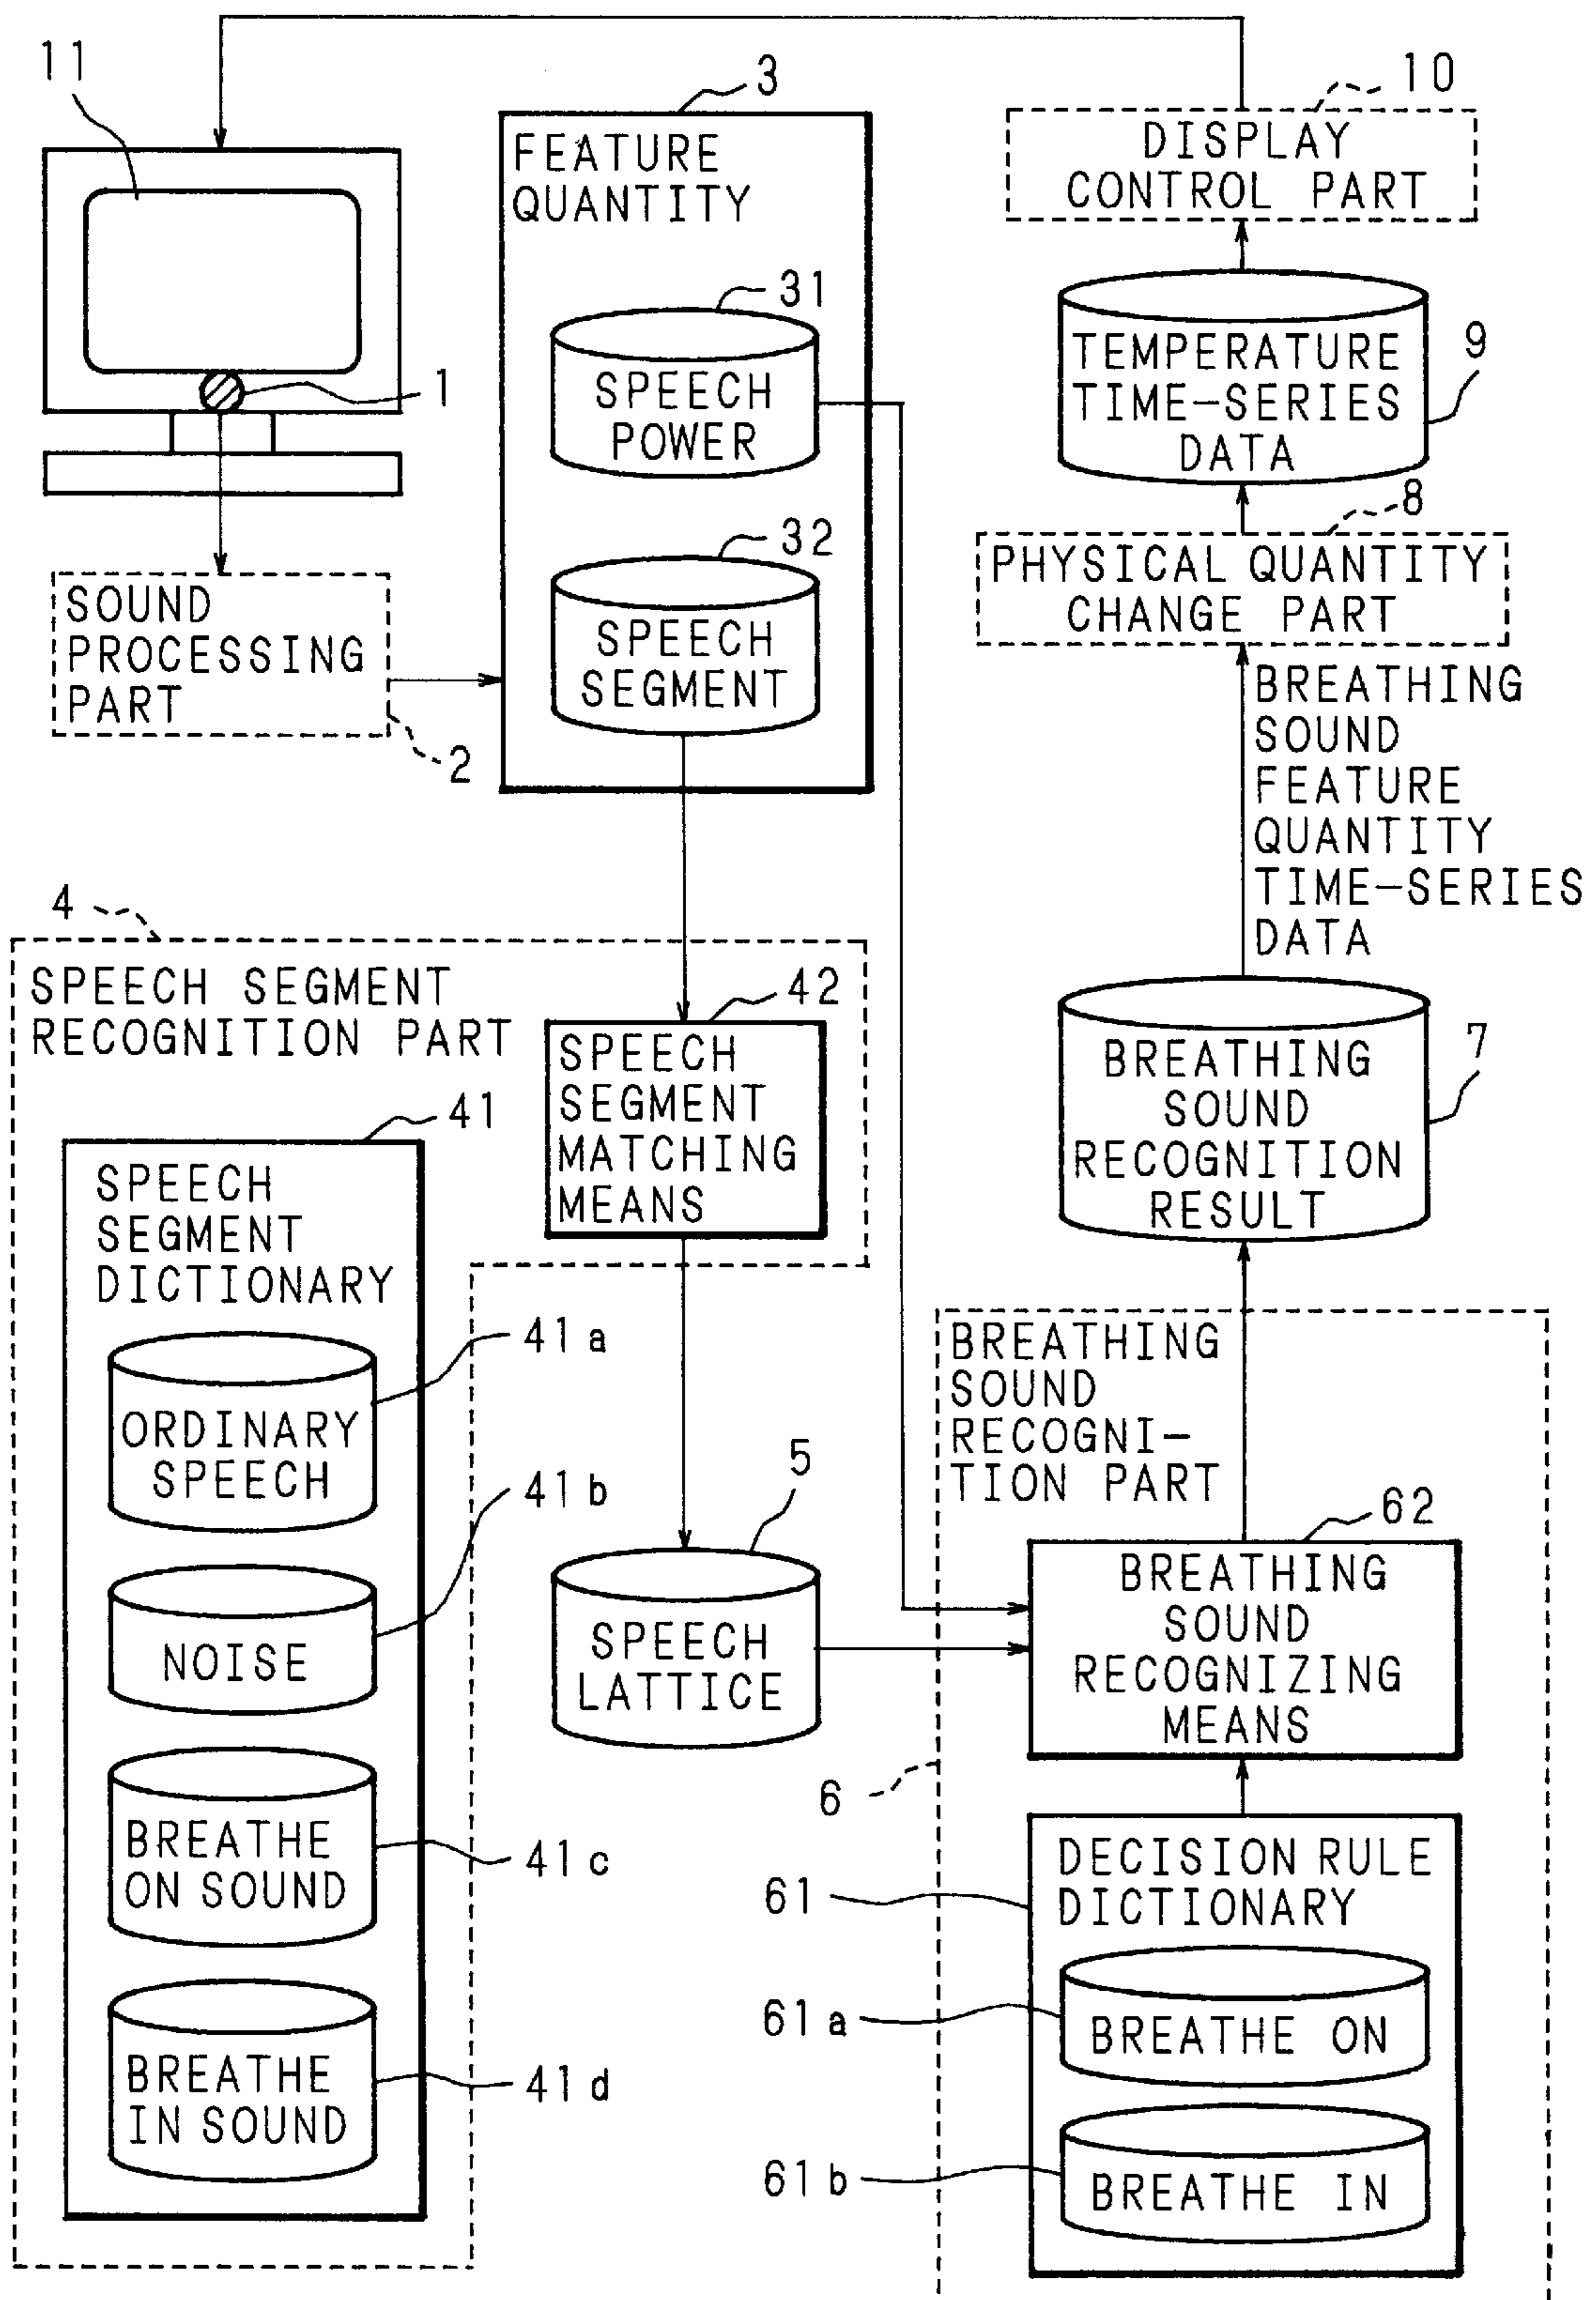 11
3
10
FEATURE
QUANTITY
DISPLAY
CONTROL PART
31
SPEECH
POWER
1
TEMPERATURE
TIME-SERIES
DATA
9
32
SPEECH
SEGMENT
8
PHYSICAL QUANTITY
CHANGE PART
SOUND
PROCESSING
PART
2
BREATHING
SOUND
FEATURE
QUANTITY
TIME-SERIES
DATA
4
SPEECH SEGMENT
RECOGNITION PART
42
SPEECH
SEGMENT
MATCHING
MEANS
BREATHING
SOUND
RECOGNITION
RESULT
7
41
SPEECH
SEGMENT
DICTIONARY
41a
ORDINARY
SPEECH
41b
NOISE
BREATHE
ON SOUND
41c
BREATHE
IN SOUND
41d
5
SPEECH
LATTICE
BREATHING
SOUND
RECOGNI-
TION PART
62
BREATHING
SOUND
RECOGNIZING
MEANS
6
61
DECISION RULE
DICTIONARY
61a
BREATHE ON
61b
BREATHE IN